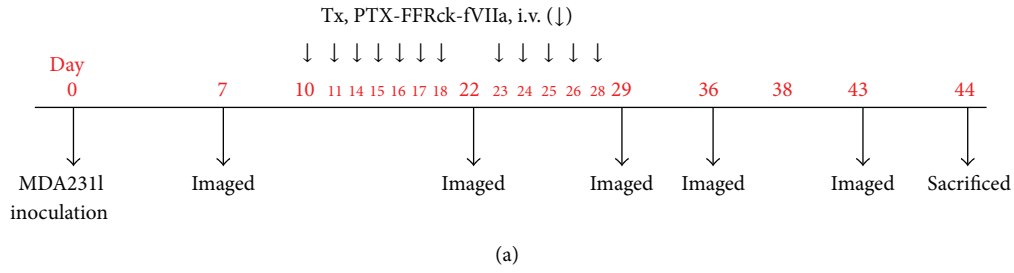 Tx, PTX-FFRck-fVIIa, i.v. (↓)
↓ ↓ ↓ ↓ ↓ ↓ ↓ ↓ ↓ ↓ ↓ ↓
Day
0 7 10 11 14 15 16 17 18 22 23 24 25 26 28 29 36 38 43 44
MDA231l Imaged Imaged Imaged Imaged Imaged Sacrificed
inoculation
(a)